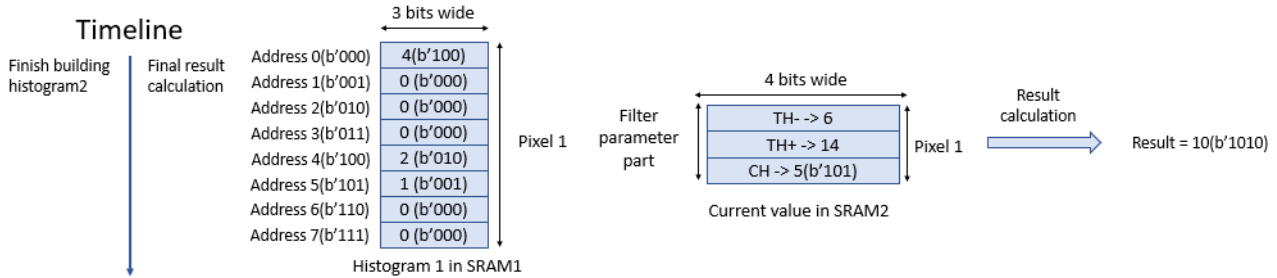 Timeline
Finish building
histogram2
Final result
calculation
3 bits wide
Address 0(b'000)
4(b'100)
Address 1(b'001)
0 (b'000)
Address 2(b'010)
0 (b'000)
Address 3(b'011)
0 (b'000)
Address 4(b'100)
2 (b'010)
Address 5(b'101)
1 (b'001)
Address 6(b'110)
0 (b'000)
Address 7(b'111)
0 (b'000)
Pixel 1
Histogram 1 in SRAM1
Filter
parameter
part
4 bits wide
TH- -> 6
TH+ -> 14
CH -> 5(b'101)
Pixel 1
Current value in SRAM2
Result
calculation
Result = 10(b'1010)